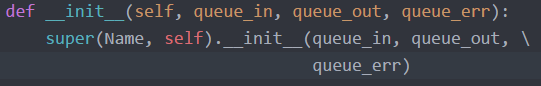 def __init__(self, queue_in, queue_out, queue_err):
    super(Name, self).__init__(queue_in, queue_out, \
                               queue_err)